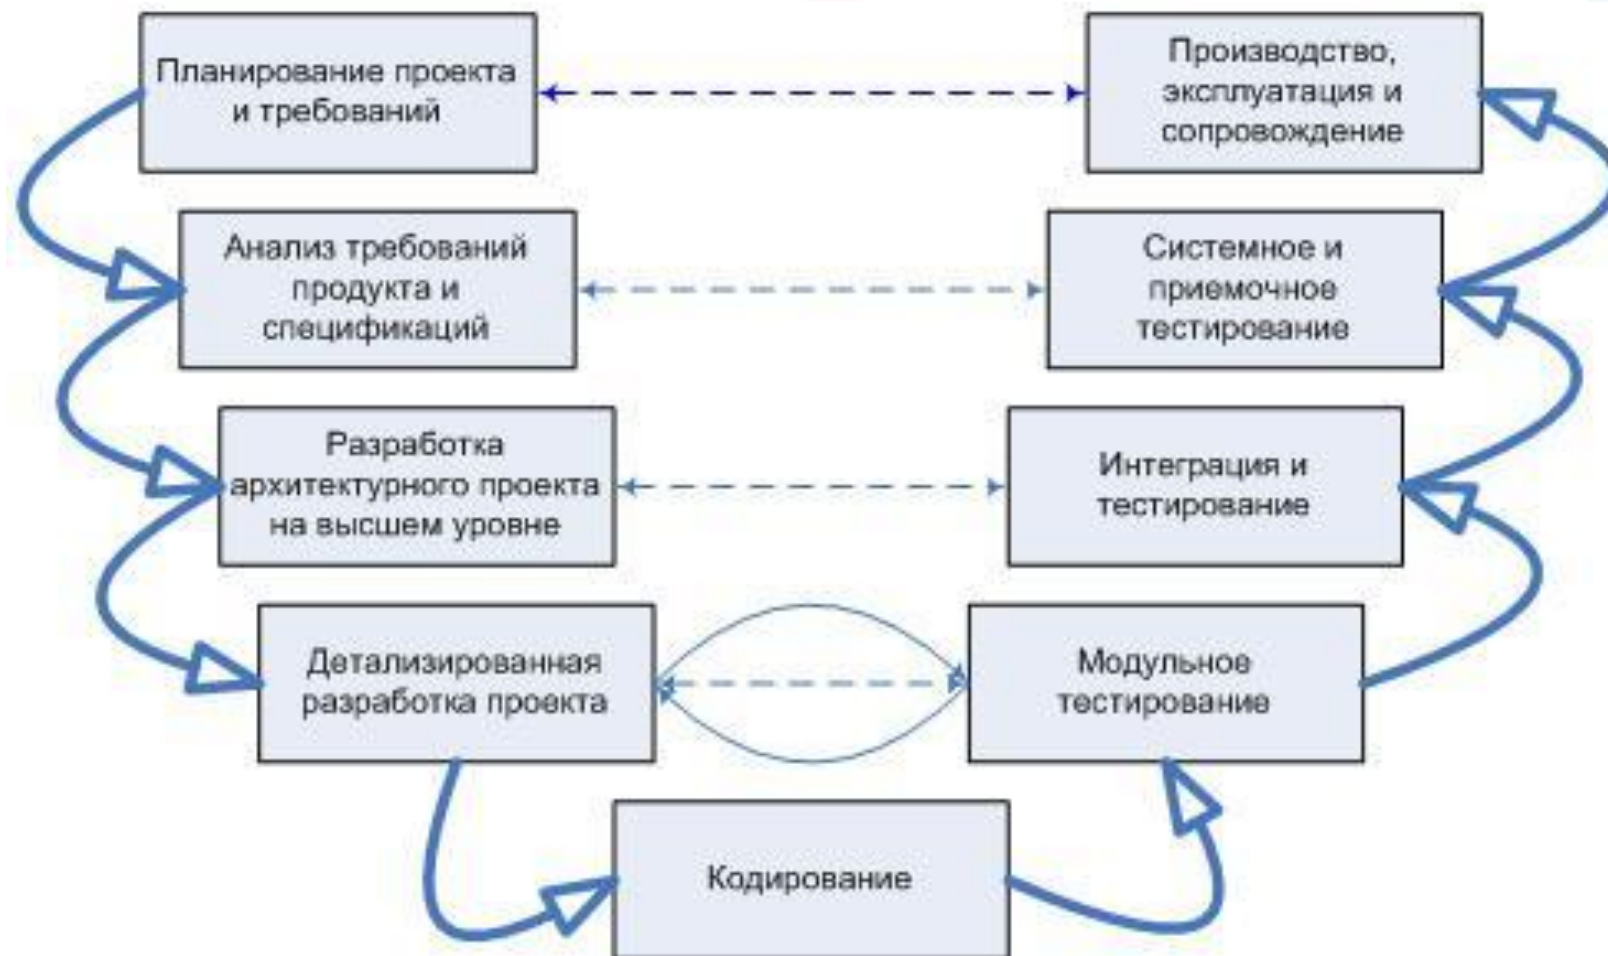 Планирование проекта
и требований
Производство,
эксплуатация и
сопровождение
Анализ требований
продукта и
спецификаций
Системное и
приемочное
тестирование
Разработка
архитектурного проекта
на высшем уровне
Интеграция и
тестирование
Детализированная
разработка проекта
Модульное
тестирование
Кодирование